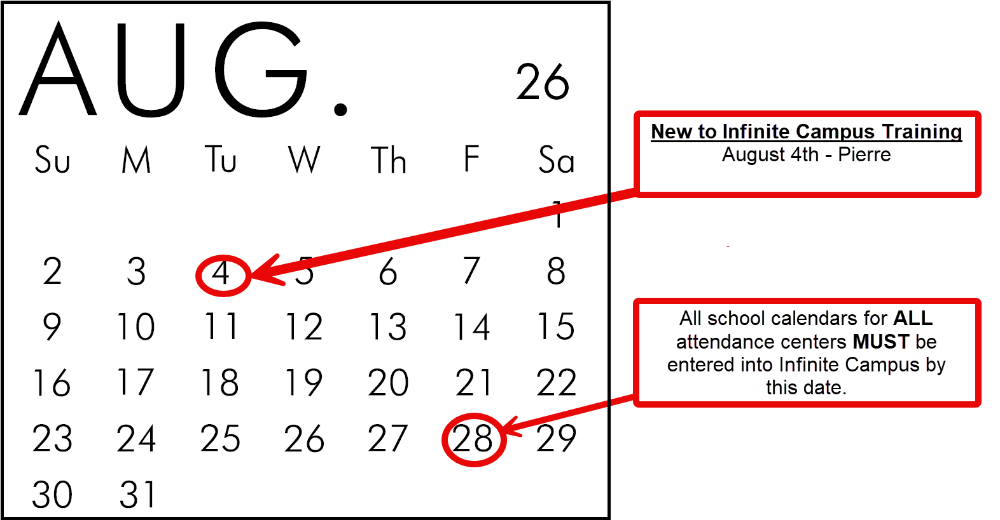 AUG.
26
Su M Tu W Th F Sa
1
2 3 4 5 6 7 8
9 10 11 12 13 14 15
16 17 18 19 20 21 22
23 24 25 26 27 28 29
30 31
New to Infinite Campus Training
August 4th - Pierre
All school calendars for ALL
attendance centers MUST be
entered into Infinite Campus by
this date.